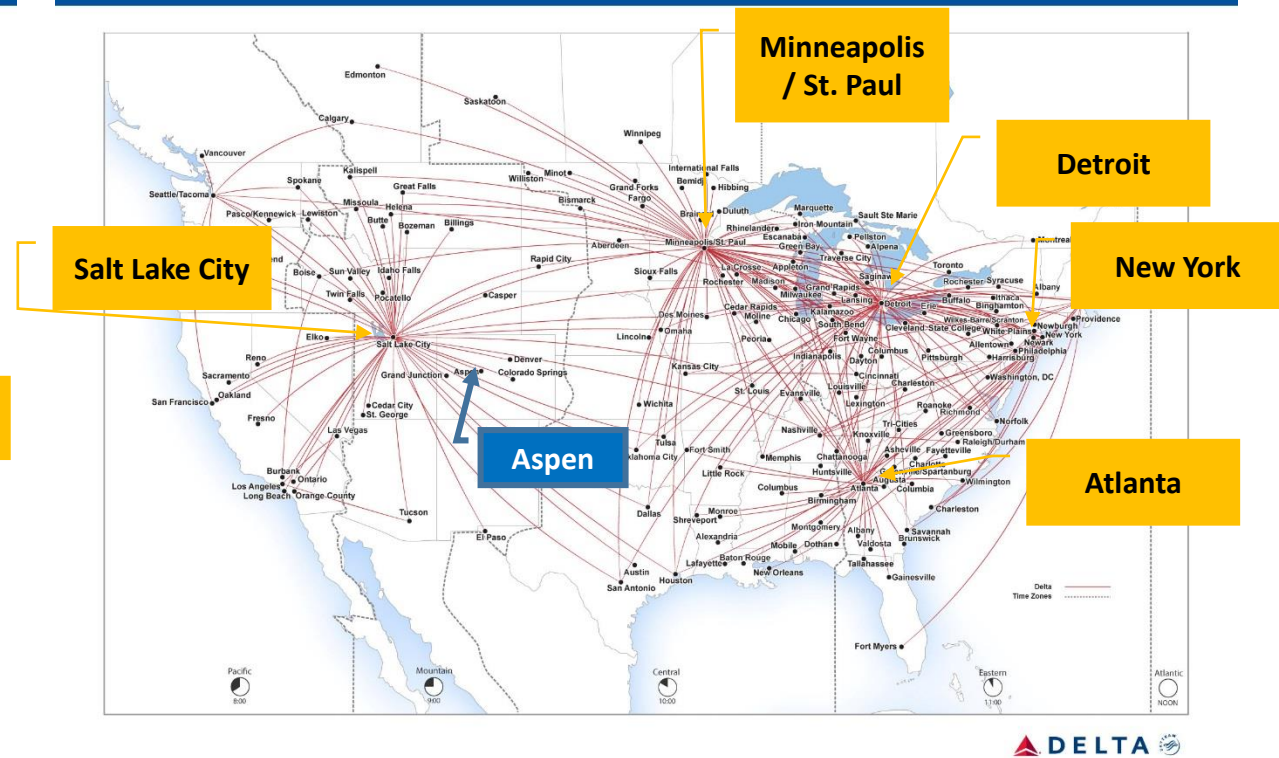 Minneapolis
/ St. Paul
Detroit
New York
Salt Lake City
Aspen
Atlanta
Edmonton
Saskatoon
Calgary
Winnipeg
Vancouver
Seattle/Tacoma
Spokane
Kalispell
Great Falls
Williston
Minot
Grand Forks
Fargo
International Falls
Bemidji
Hibbing
Pasco/Kennewick
Lewiston
Missoula
Helena
Butte
Bozeman
Billings
Bismarck
Brainerd
Duluth
Marquette
Sault Ste Marie
Rhinelander
Iron Mountain
Escanaba
Pellston
Green Bay
Alpena
Traverse City
Montreal
Aberdeen
Minneapolis/St. Paul
end
Boise
Sun Valley
Idaho Falls
Rapid City
Sioux Falls
La Crosse
Appleton
Saginaw
Toronto
Rochester
Madison
Grand Rapids
Milwaukee
Lansing
Detroit
Erie
Buffalo
Rochester
Syracuse
Albany
Ithaca
Binghamton
Twin Falls
Pocatello
Casper
Des Moines
Cedar Rapids
Moline
Chicago
Kalamazoo
South Bend
Cleveland
State College
Wilkes-Barre/Scranton
White Plains
Newburgh
New York
Providence
Newark
Elko
Salt Lake City
Lincoln
Omaha
Peoria
Fort Wayne
Allentown
Philadelphia
Harrisburg
Reno
Denver
Grand Junction
Aspen
Colorado Springs
Kansas City
Indianapolis
Dayton
Columbus
Pittsburgh
Washington, DC
Sacramento
Oakland
San Francisco
Cincinnati
St. Louis
Evansville
Louisville
Charleston
Lexington
Fresno
Cedar City
St. George
Wichita
Roanoke
Richmond
Norfolk
Las Vegas
Nashville
Tri-Cities
Knoxville
Greensboro
Raleigh/Durham
Tulsa
klahoma City
Fort Smith
Memphis
Chattanooga
Asheville
Fayetteville
Charlotte
Greenville/Spartanburg
Burbank
Ontario
Los Angeles
Long Beach
Orange County
Little Rock
Huntsville
Columbus
Atlanta
Augusta
Columbia
Wilmington
Birmingham
Charleston
Tucson
El Paso
Dallas
Shreveport
Monroe
Montgomery
Albany
Savannah
Alexandria
Mobile
Dothan
Valdosta
Brunswick
Lafayette
Baton Rouge
New Orleans
Tallahassee
Gainesville
Austin
San Antonio
Houston
Delta
Time Zones
Fort Myers
Pacific
8:00
Mountain
9:00
Central
10:00
Eastern
11:00
Atlantic
NOON
DELTA